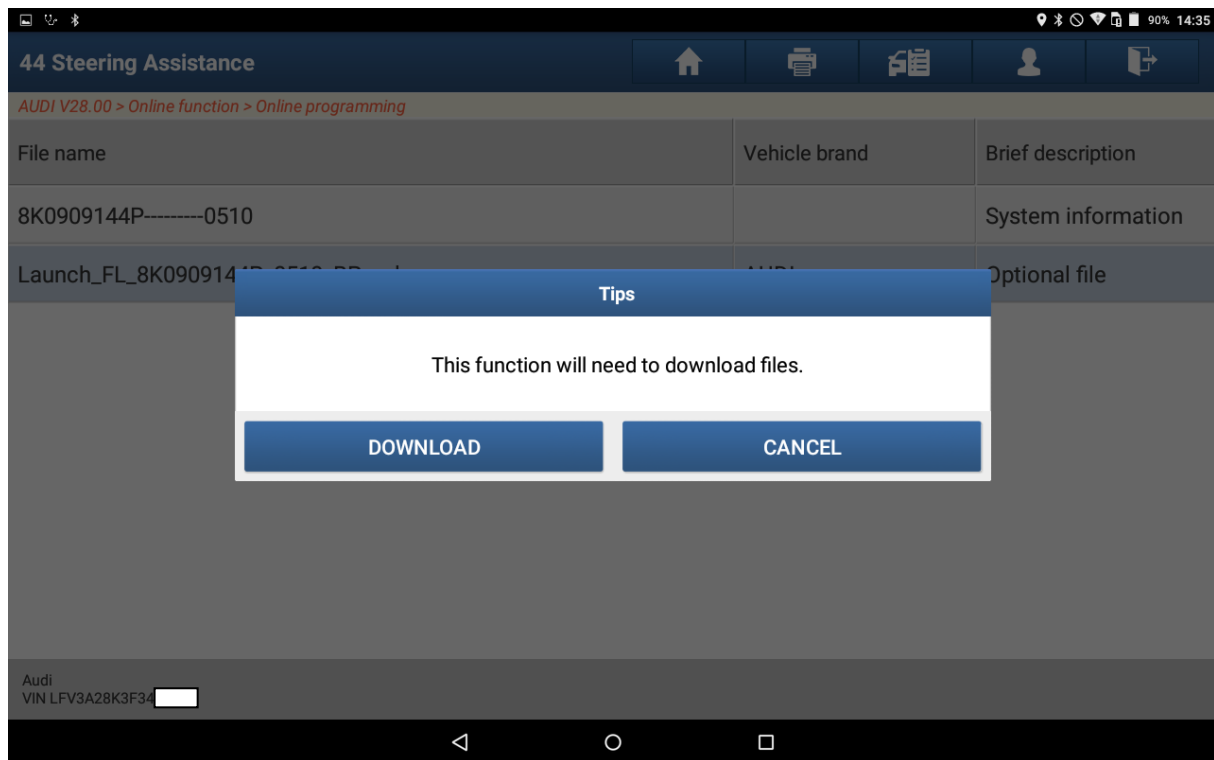 90% 14:35
44 Steering Assistance
AUDI V28.00 > Online function > Online programming
File name Vehicle brand Brief description
8K0909144P---------0510 System information
Optional file
Tips
This function will need to download files.
DOWNLOAD CANCEL
Audi
VIN LFV3A28K3F34